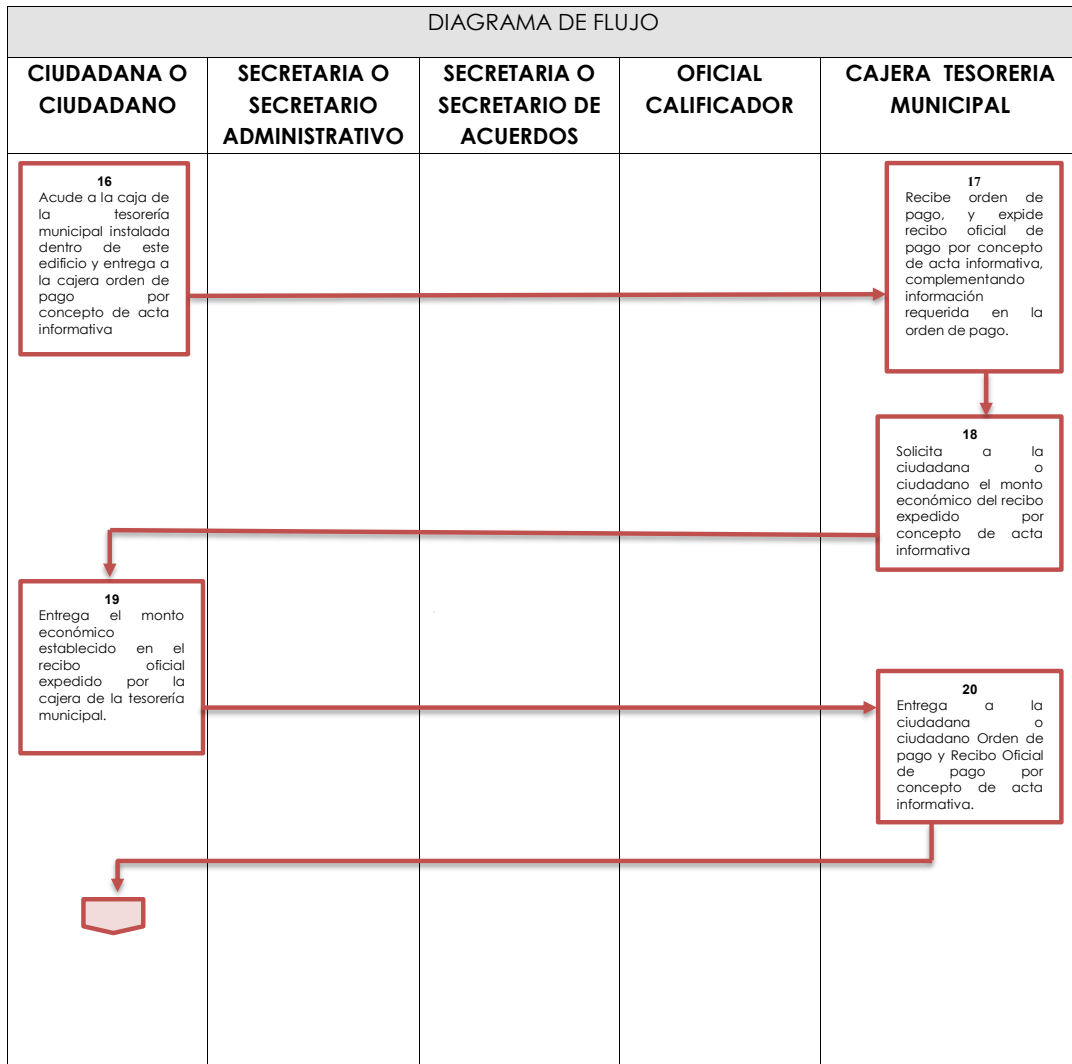 DIAGRAMA DE FLUJO
CIUDADANA O
CIUDADANO
SECRETARIA O
SECRETARIO
ADMINISTRATIVO
SECRETARIA O
SECRETARIO DE
ACUERDOS
OFICIAL
CALIFICADOR
CAJERA TESORERIA
MUNICIPAL
16
Acude a la caja de
la tesorería
municipal instalada
dentro de este
edificio y entrega a
la cajera orden de
pago por
concepto de acta
informativa
17
Recibe orden de
pago, y expide
recibo oficial de
pago por concepto
de acta informativa,
complementando
información
requerida en la
orden de pago.
18
Solicita a la
ciudadana o
ciudadano el monto
económico del recibo
expedido por
concepto de acta
informativa
19
Entrega el monto
económico
establecido en el
recibo oficial
expedido por la
cajera de la tesorería
municipal.
20
Entrega a la
ciudadana o
ciudadano Orden de
pago y Recibo Oficial
de pago por
concepto de acta
informativa.